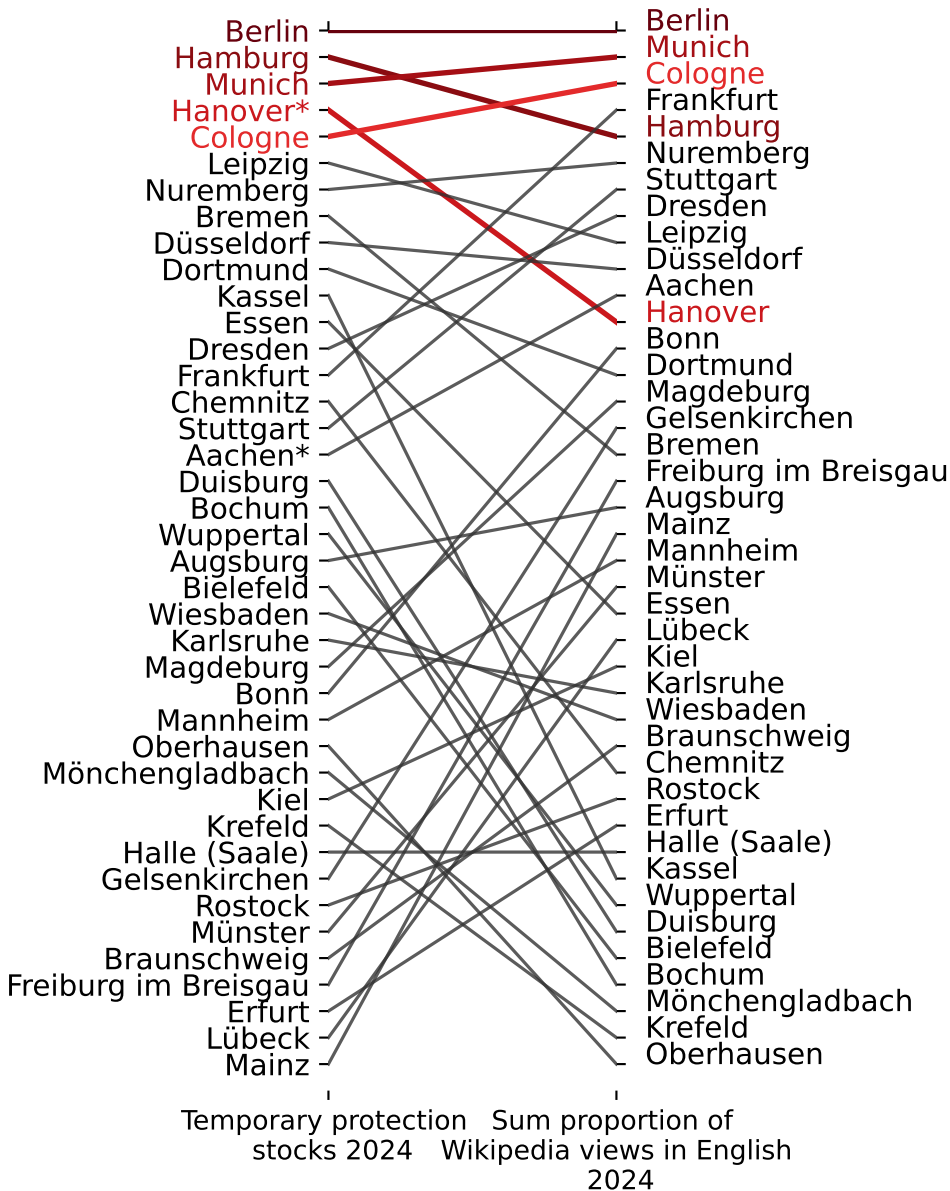 Berlin
Hamburg
Munich
Hanover*
Cologne
Leipzig
Nuremberg
Bremen
Düsseldorf
Dortmund
Kassel
Essen
Dresden
Frankfurt
Chemnitz
Stuttgart
Aachen*
Duisburg
Bochum
Wuppertal
Augsburg
Bielefeld
Wiesbaden
Karlsruhe
Magdeburg
Bonn
Mannheim
Oberhausen
Mönchengladbach
Kiel
Krefeld
Halle (Saale)
Gelsenkirchen
Rostock
Münster
Braunschweig
Freiburg im Breisgau
Erfurt
Lübeck
Mainz
Berlin
Munich
Cologne
Frankfurt
Hamburg
Nuremberg
Stuttgart
Dresden
Leipzig
Düsseldorf
Aachen
Hanover
Bonn
Dortmund
Magdeburg
Gelsenkirchen
Bremen
Freiburg im Breisgau
Augsburg
Mainz
Mannheim
Münster
Essen
Lübeck
Kiel
Karlsruhe
Wiesbaden
Braunschweig
Chemnitz
Rostock
Erfurt
Halle (Saale)
Kassel
Wuppertal
Duisburg
Bielefeld
Bochum
Mönchengladbach
Krefeld
Oberhausen
Temporary protection
stocks 2024
Sum proportion of
Wikipedia views in English
2024